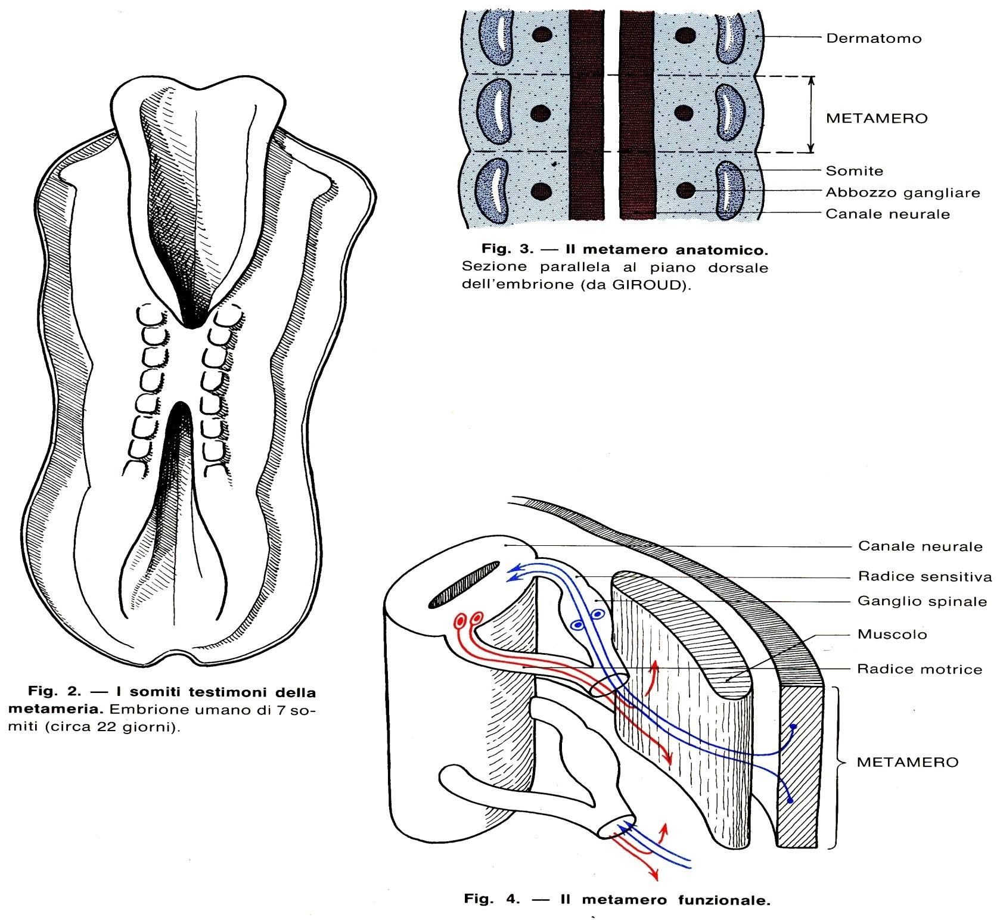 Dermatomo
METAMERO
Somite
Abbozzo gangliare
Canale neurale
Fig. 3. — Il metamero anatomico.
Sezione parallela al piano dorsale
dell'embrione (da GIROUD).
Fig. 2. — I somiti testimoni della
metameria. Embrione umano di 7 so-
miti (circa 22 giorni).
Canale neurale
Radice sensitiva
Ganglio spinale
Muscolo
Radice motrice
METAMERO
Fig. 4. — Il metamero funzionale.